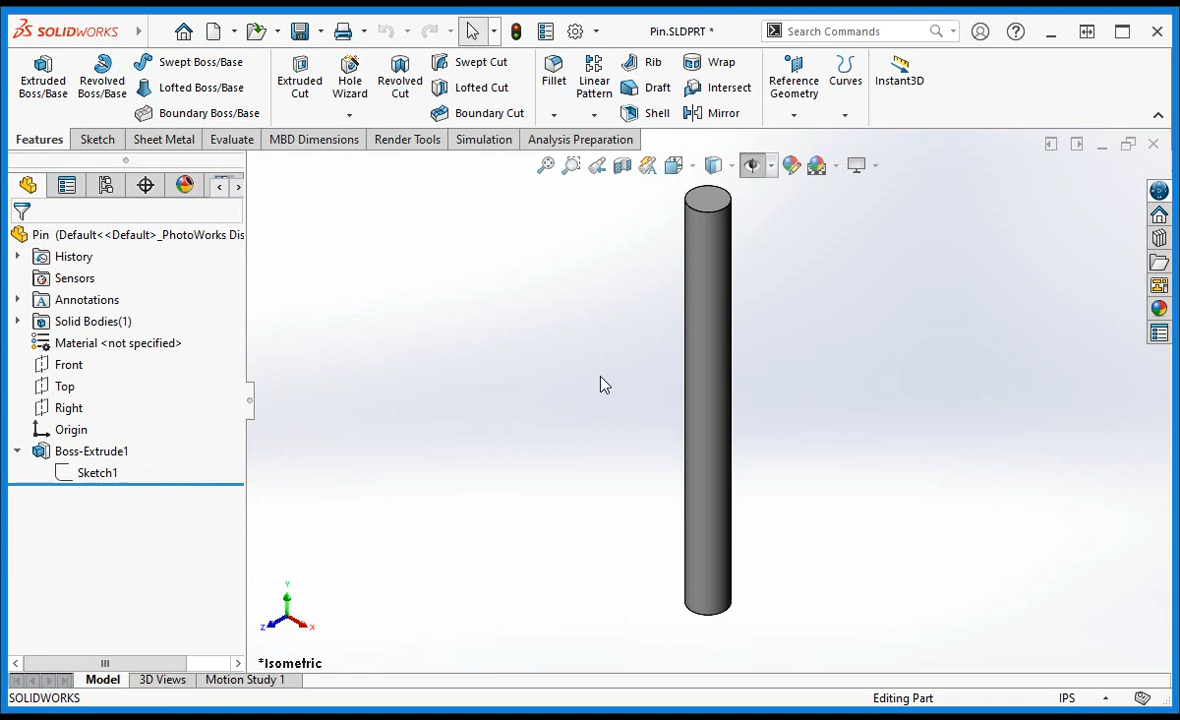 SOLIDWORKS
Pin.SLDPRT *
Search Commands
Extruded Boss/Base
Revolved Boss/Base
Swept Boss/Base
Lofted Boss/Base
Boundary Boss/Base
Extruded Cut
Hole Wizard
Revolved Cut
Swept Cut
Lofted Cut
Boundary Cut
Fillet
Linear Pattern
Rib
Draft
Shell
Wrap
Intersect
Mirror
Reference Geometry
Curves
Instant3D
Features
Sketch
Sheet Metal
Evaluate
MBD Dimensions
Render Tools
Simulation
Analysis Preparation
Pin (Default<<Default>_PhotoWorks Dis
History
Sensors
Annotations
Solid Bodies(1)
Material <not specified>
Front
Top
Right
Origin
Boss-Extrude1
Sketch1
Y
Z
X
*Isometric
Model
3D Views
Motion Study 1
SOLIDWORKS
Editing Part
IPS